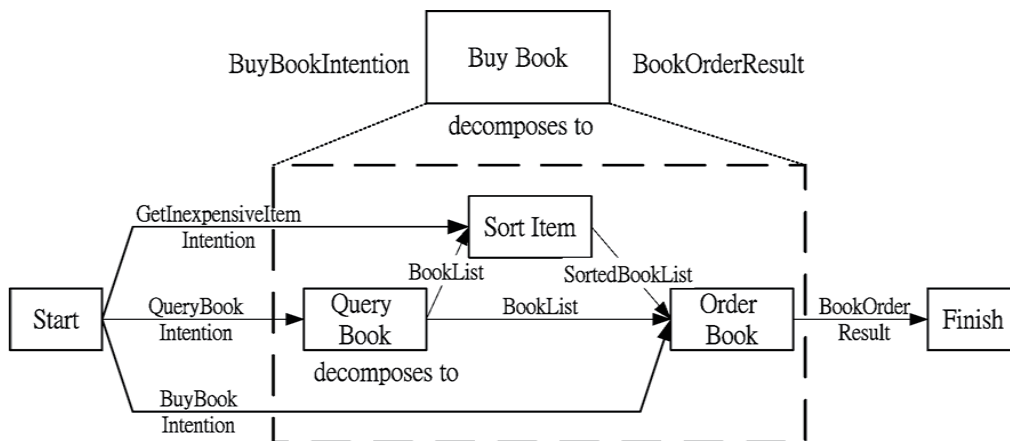 Buy Book
BuyBookIntention
BookOrderResult
decomposes to
GetInexpensiveItem
Intention
Sort Item
BookList
SortedBookList
Start
QueryBook
Intention
Query
Book
BookList
Order
Book
BookOrder
Result
Finish
decomposes to
BuyBook
Intention